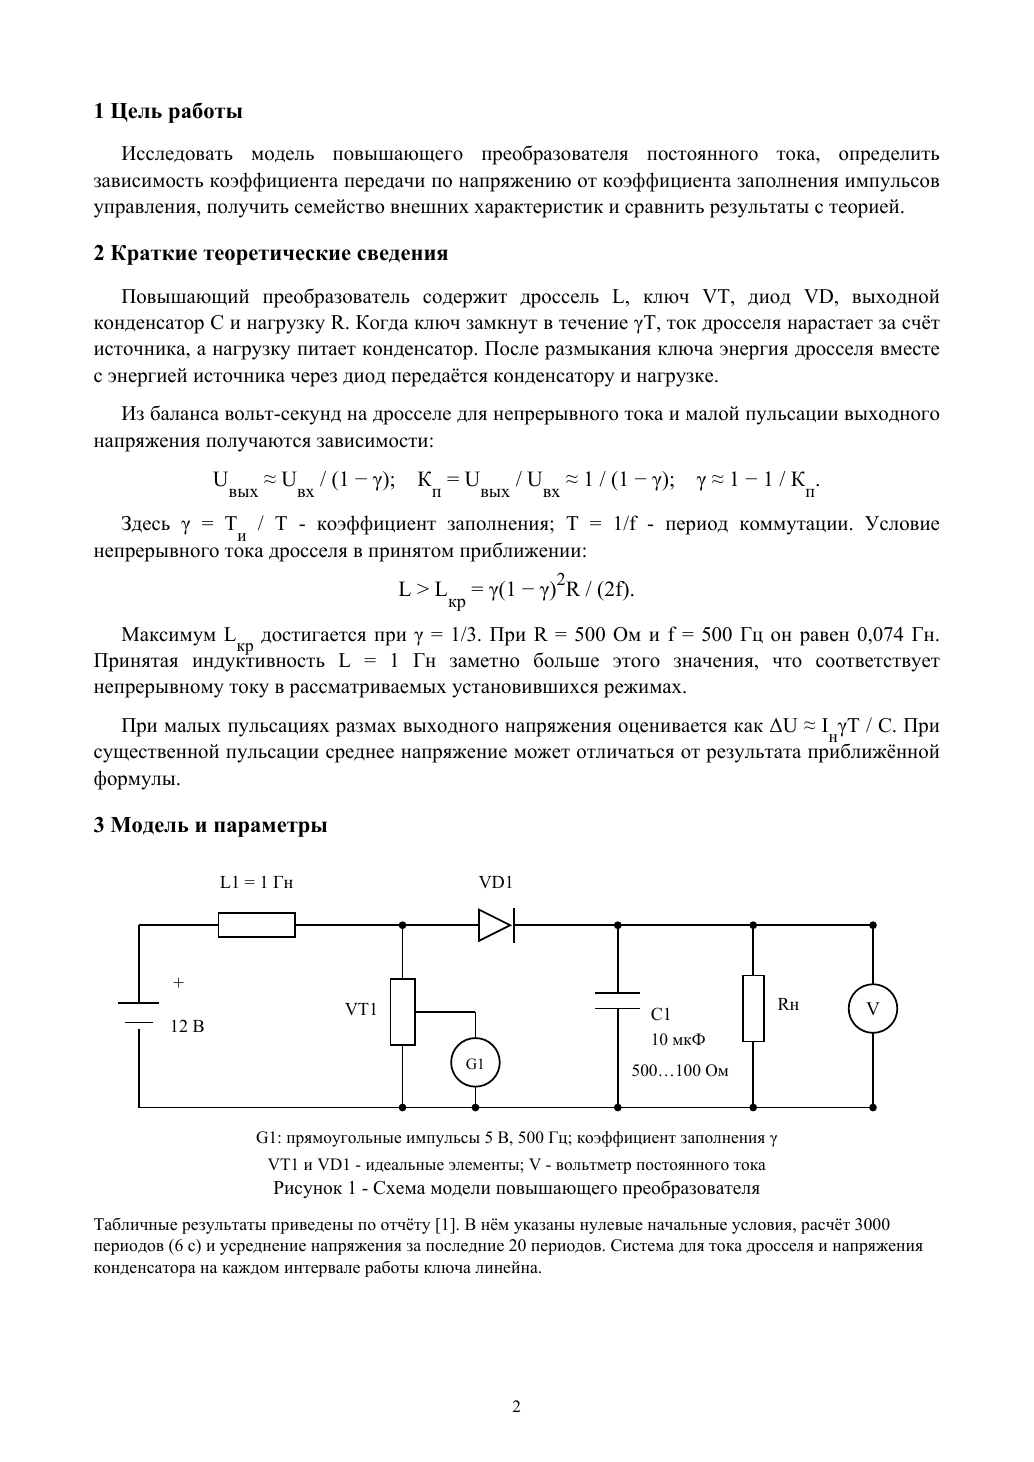 1 Цель работы
Исследовать модель повышающего преобразователя постоянного тока, определить
зависимость коэффициента передачи по напряжению от коэффициента заполнения импульсов
управления, получить семейство внешних характеристик и сравнить результаты с теорией.
2 Краткие теоретические сведения
Повышающий преобразователь содержит дроссель L, ключ VT, диод VD, выходной
конденсатор C и нагрузку R. Когда ключ замкнут в течение γT, ток дросселя нарастает за счёт
источника, а нагрузку питает конденсатор. После размыкания ключа энергия дросселя вместе
с энергией источника через диод передаётся конденсатору и нагрузке.
Из баланса вольт-секунд на дросселе для непрерывного тока и малой пульсации выходного
напряжения получаются зависимости:
Uвых ≈ Uвх / (1 − γ); Кп = Uвых / Uвх ≈ 1 / (1 − γ); γ ≈ 1 − 1 / Кп.
Здесь γ = Ти / Т - коэффициент заполнения; T = 1/f - период коммутации. Условие
непрерывного тока дросселя в принятом приближении:
L > Lкр = γ(1 − γ)²R / (2f).
Максимум Lкр достигается при γ = 1/3. При R = 500 Ом и f = 500 Гц он равен 0,074 Гн.
Принятая индуктивность L = 1 Гн заметно больше этого значения, что соответствует
непрерывному току в рассматриваемых установившихся режимах.
При малых пульсациях размах выходного напряжения оценивается как ΔU ≈ IнγT / C. При
существенной пульсации среднее напряжение может отличаться от результата приближённой
формулы.
3 Модель и параметры
L1 = 1 Гн
VD1
+
12 В
VT1
G1
C1
10 мкФ
500…100 Ом
Rн
V
G1: прямоугольные импульсы 5 В, 500 Гц; коэффициент заполнения γ
VT1 и VD1 - идеальные элементы; V - вольтметр постоянного тока
Рисунок 1 - Схема модели повышающего преобразователя
Табличные результаты приведены по отчёту [1]. В нём указаны нулевые начальные условия, расчёт 3000
периодов (6 с) и усреднение напряжения за последние 20 периодов. Система для тока дросселя и напряжения
конденсатора на каждом интервале работы ключа линейна.
2